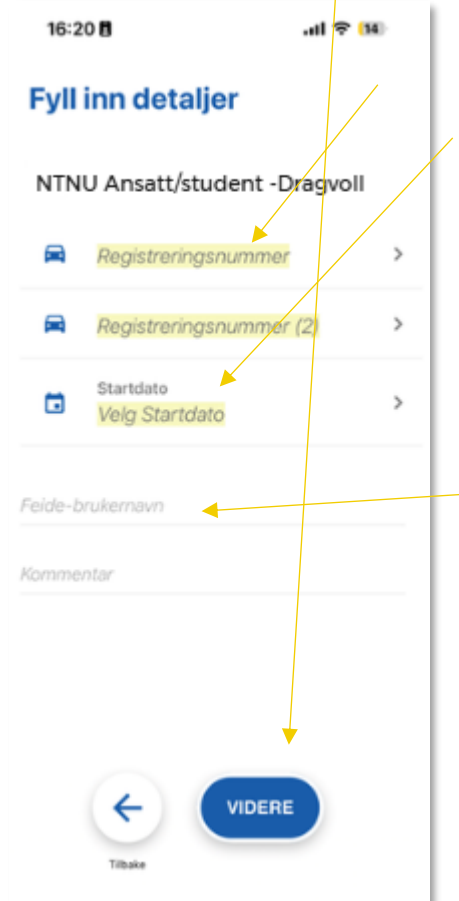 16:20
14
Fyll inn detaljer
NTNU Ansatt/student -Dragvoll
Registreringsnummer
Registreringsnummer (2)
Startdato
Velg Startdato
Feide-brukernavn
Kommentar
VIDERE
Tilbake